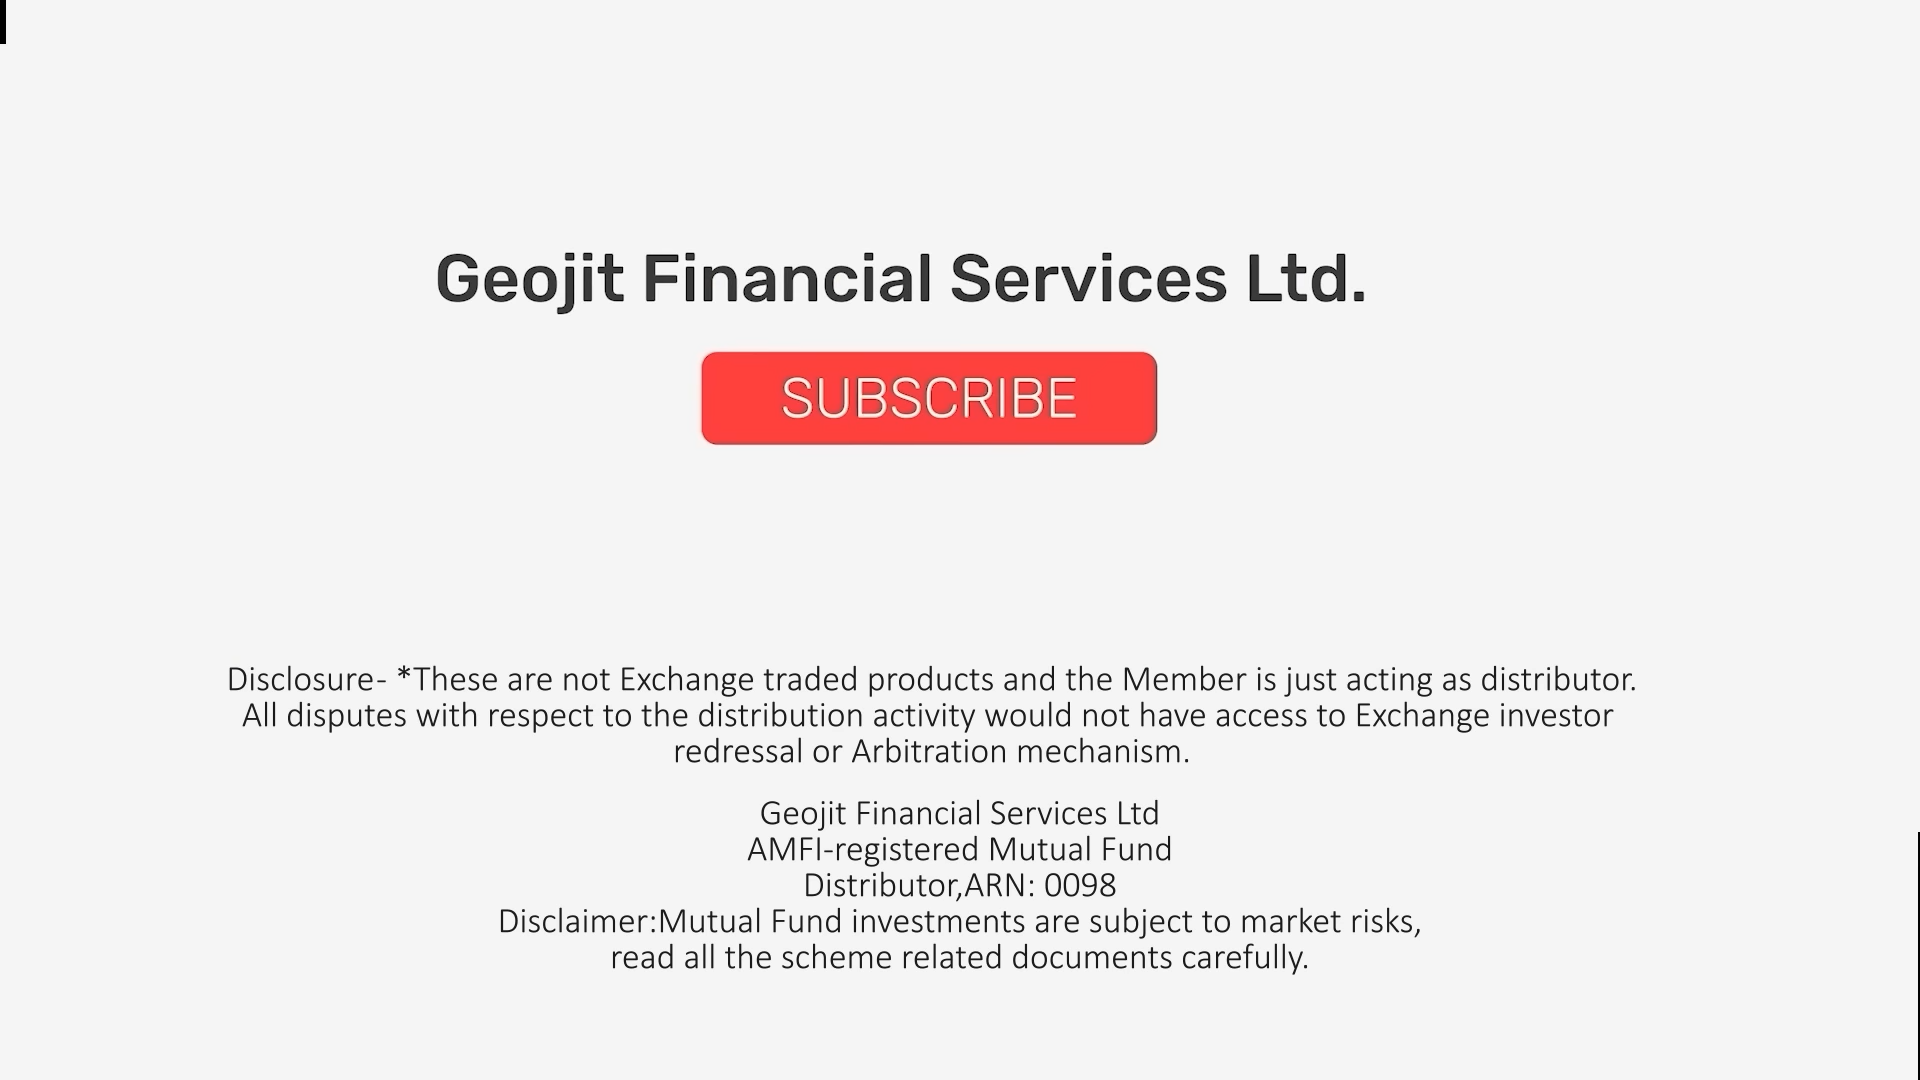 Geojit Financial Services Ltd.
SUBSCRIBE
Disclosure- *These are not Exchange traded products and the Member is just acting as distributor.
All disputes with respect to the distribution activity would not have access to Exchange investor
redressal or Arbitration mechanism.
Geojit Financial Services Ltd
AMFI-registered Mutual Fund
Distributor,ARN: 0098
Disclaimer:Mutual Fund investments are subject to market risks,
read all the scheme related documents carefully.